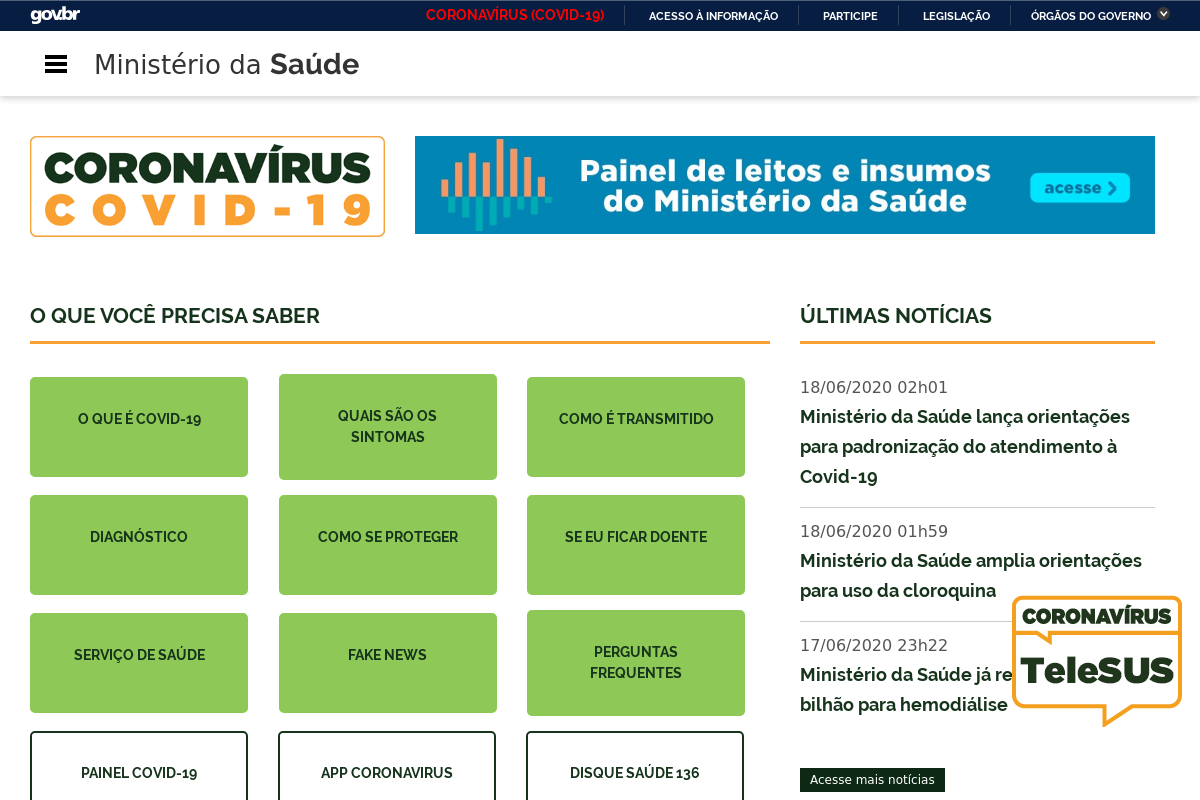 gov.br
CORONAVÍRUS (COVID-19)
ACESSO À INFORMAÇÃO
PARTICIPE
LEGISLAÇÃO
ÓRGÃOS DO GOVERNO
Ministério da Saúde
CORONAVÍRUS
COVID-19
Painel de leitos e insumos
do Ministério da Saúde
acesse
O QUE VOCÊ PRECISA SABER
O QUE É COVID-19
QUAIS SÃO OS
SINTOMAS
COMO É TRANSMITIDO
DIAGNÓSTICO
COMO SE PROTEGER
SE EU FICAR DOENTE
SERVIÇO DE SAÚDE
FAKE NEWS
PERGUNTAS
FREQUENTES
PAINEL COVID-19
APP CORONAVIRUS
DISQUE SAÚDE 136
ÚLTIMAS NOTÍCIAS
18/06/2020 02h01
Ministério da Saúde lança orientações
para padronização do atendimento à
Covid-19
18/06/2020 01h59
Ministério da Saúde amplia orientações
para uso da cloroquina
17/06/2020 23h22
Ministério da Saúde já
bilhão para hemodiálise
CORONAVÍRUS
TeleSUS
Acesse mais notícias